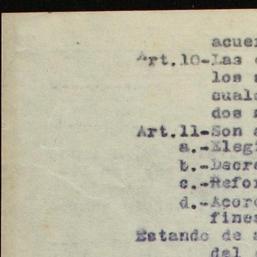 acuer
Art.10-Las
los
cual
dos
Art.11-Son a
a.-Elegi
b.-Decre
c.-Refor
d.-Acord
fines
Estando de a
del